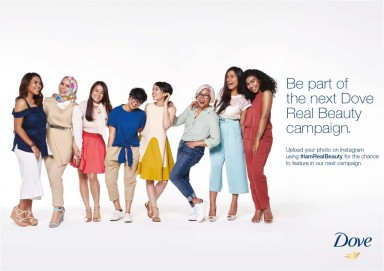 Be part of
the next Dove
Real Beauty
campaign.
Upload your photo on Instagram
using #IamRealBeauty for the chance
to feature in our next campaign.
Dove